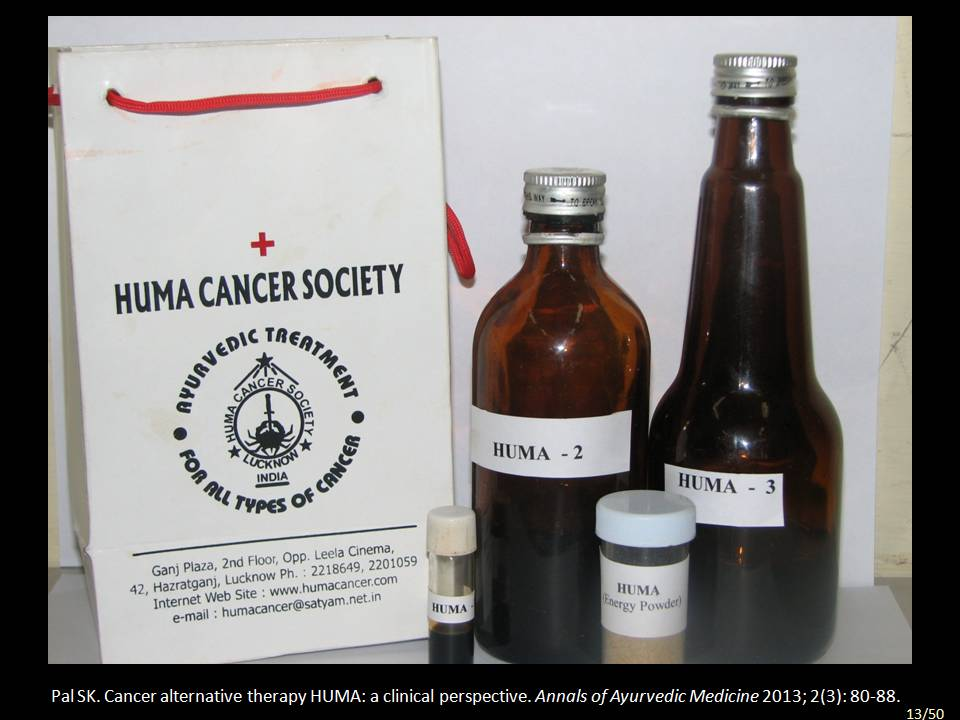 HUMA CANCER SOCIETY
AYURVEDIC TREATMENT
HUMA CANCER SOCIETY
LUCKNOW
INDIA
FOR ALL TYPES OF CANCER
Ganj Plaza, 2nd Floor, Opp. Leela Cinema,
42, Hazratganj, Lucknow Ph. : 2218649, 2201059
Internet Web Site : www.humacancer.com
e-mail : humacancer@satyam.net.in
WAY TO
HUMA - 2
HUMA - 3
HUMA -
HUMA
(Energy Powder)
Pal SK. Cancer alternative therapy HUMA: a clinical perspective. Annals of Ayurvedic Medicine 2013; 2(3): 80-88.
13/50